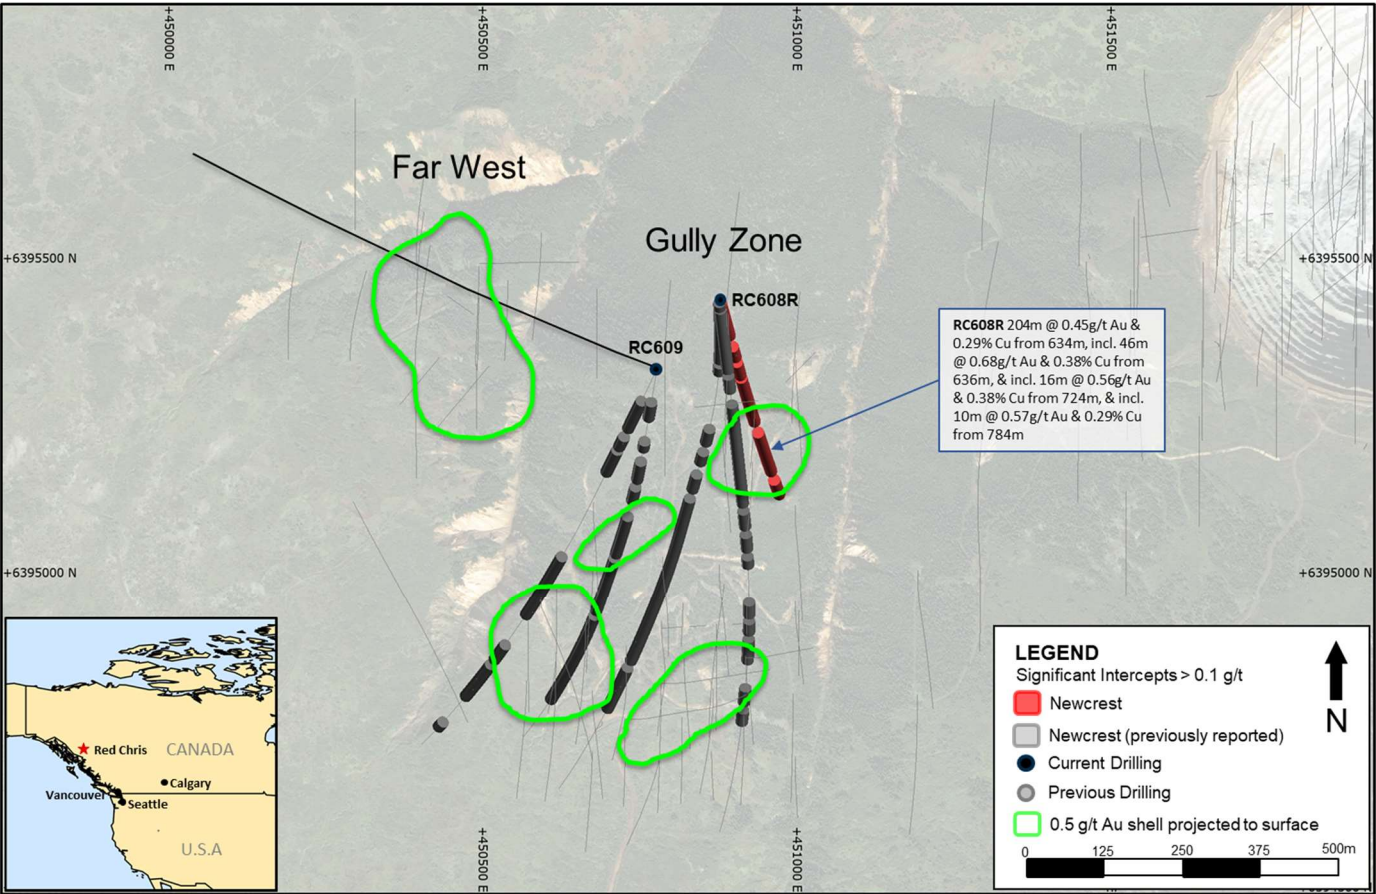 +450000 E
+450500 E
+451000 E
+451500 E
Far West
Gully Zone
+6395500 N
+6395500 N
RC608R
RC609
RC608R 204m @ 0.45g/t Au &
0.29% Cu from 634m, incl. 46m
@ 0.68g/t Au & 0.38% Cu from
636m, & incl. 16m @ 0.56g/t Au
& 0.38% Cu from 724m, & incl.
10m @ 0.57g/t Au & 0.29% Cu
from 784m
+6395000 N
+6395000 N
Red Chris
CANADA
Calgary
Vancouver
Seattle
U.S.A
+450500 E
+451000 E
LEGEND
Significant Intercepts > 0.1 g/t
Newcrest
Newcrest (previously reported)
Current Drilling
Previous Drilling
0.5 g/t Au shell projected to surface
N
0 125 250 375 500m